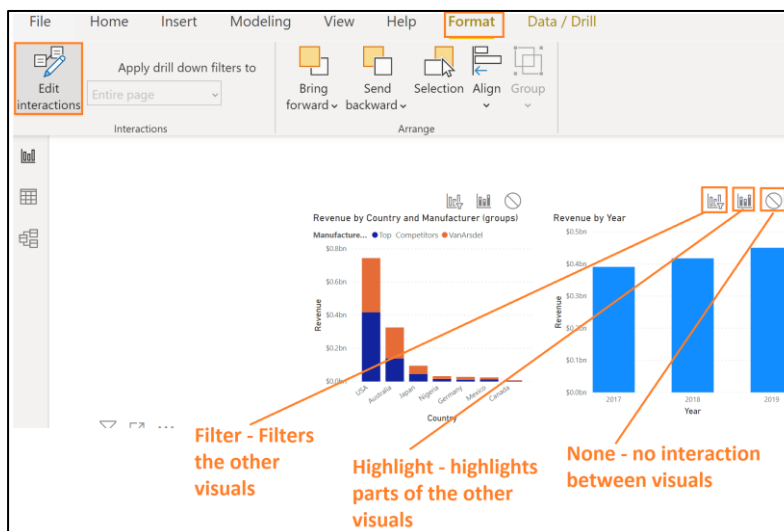 File Home Insert Modeling View Help Format Data / Drill
Edit interactions
Apply drill down filters to
Entire page
Interactions
Bring forward
Send backward
Selection
Align
Group
Arrange
Revenue by Country and Manufacturer (groups)
Manufacture... Top Competitors VanArsdel
$0.8bn
$0.6bn
$0.4bn
$0.2bn
$0.0bn
Revenue
USA
Australia
Japan
Nigeria
Germany
Mexico
Canada
Country
Revenue by Year
$0.5bn
$0.4bn
$0.3bn
$0.2bn
$0.1bn
$0.0bn
Revenue
2017 2018 2019
Year
Filter - Filters
the other
visuals
Highlight - highlights
parts of the other
visuals
None - no interaction
between visuals